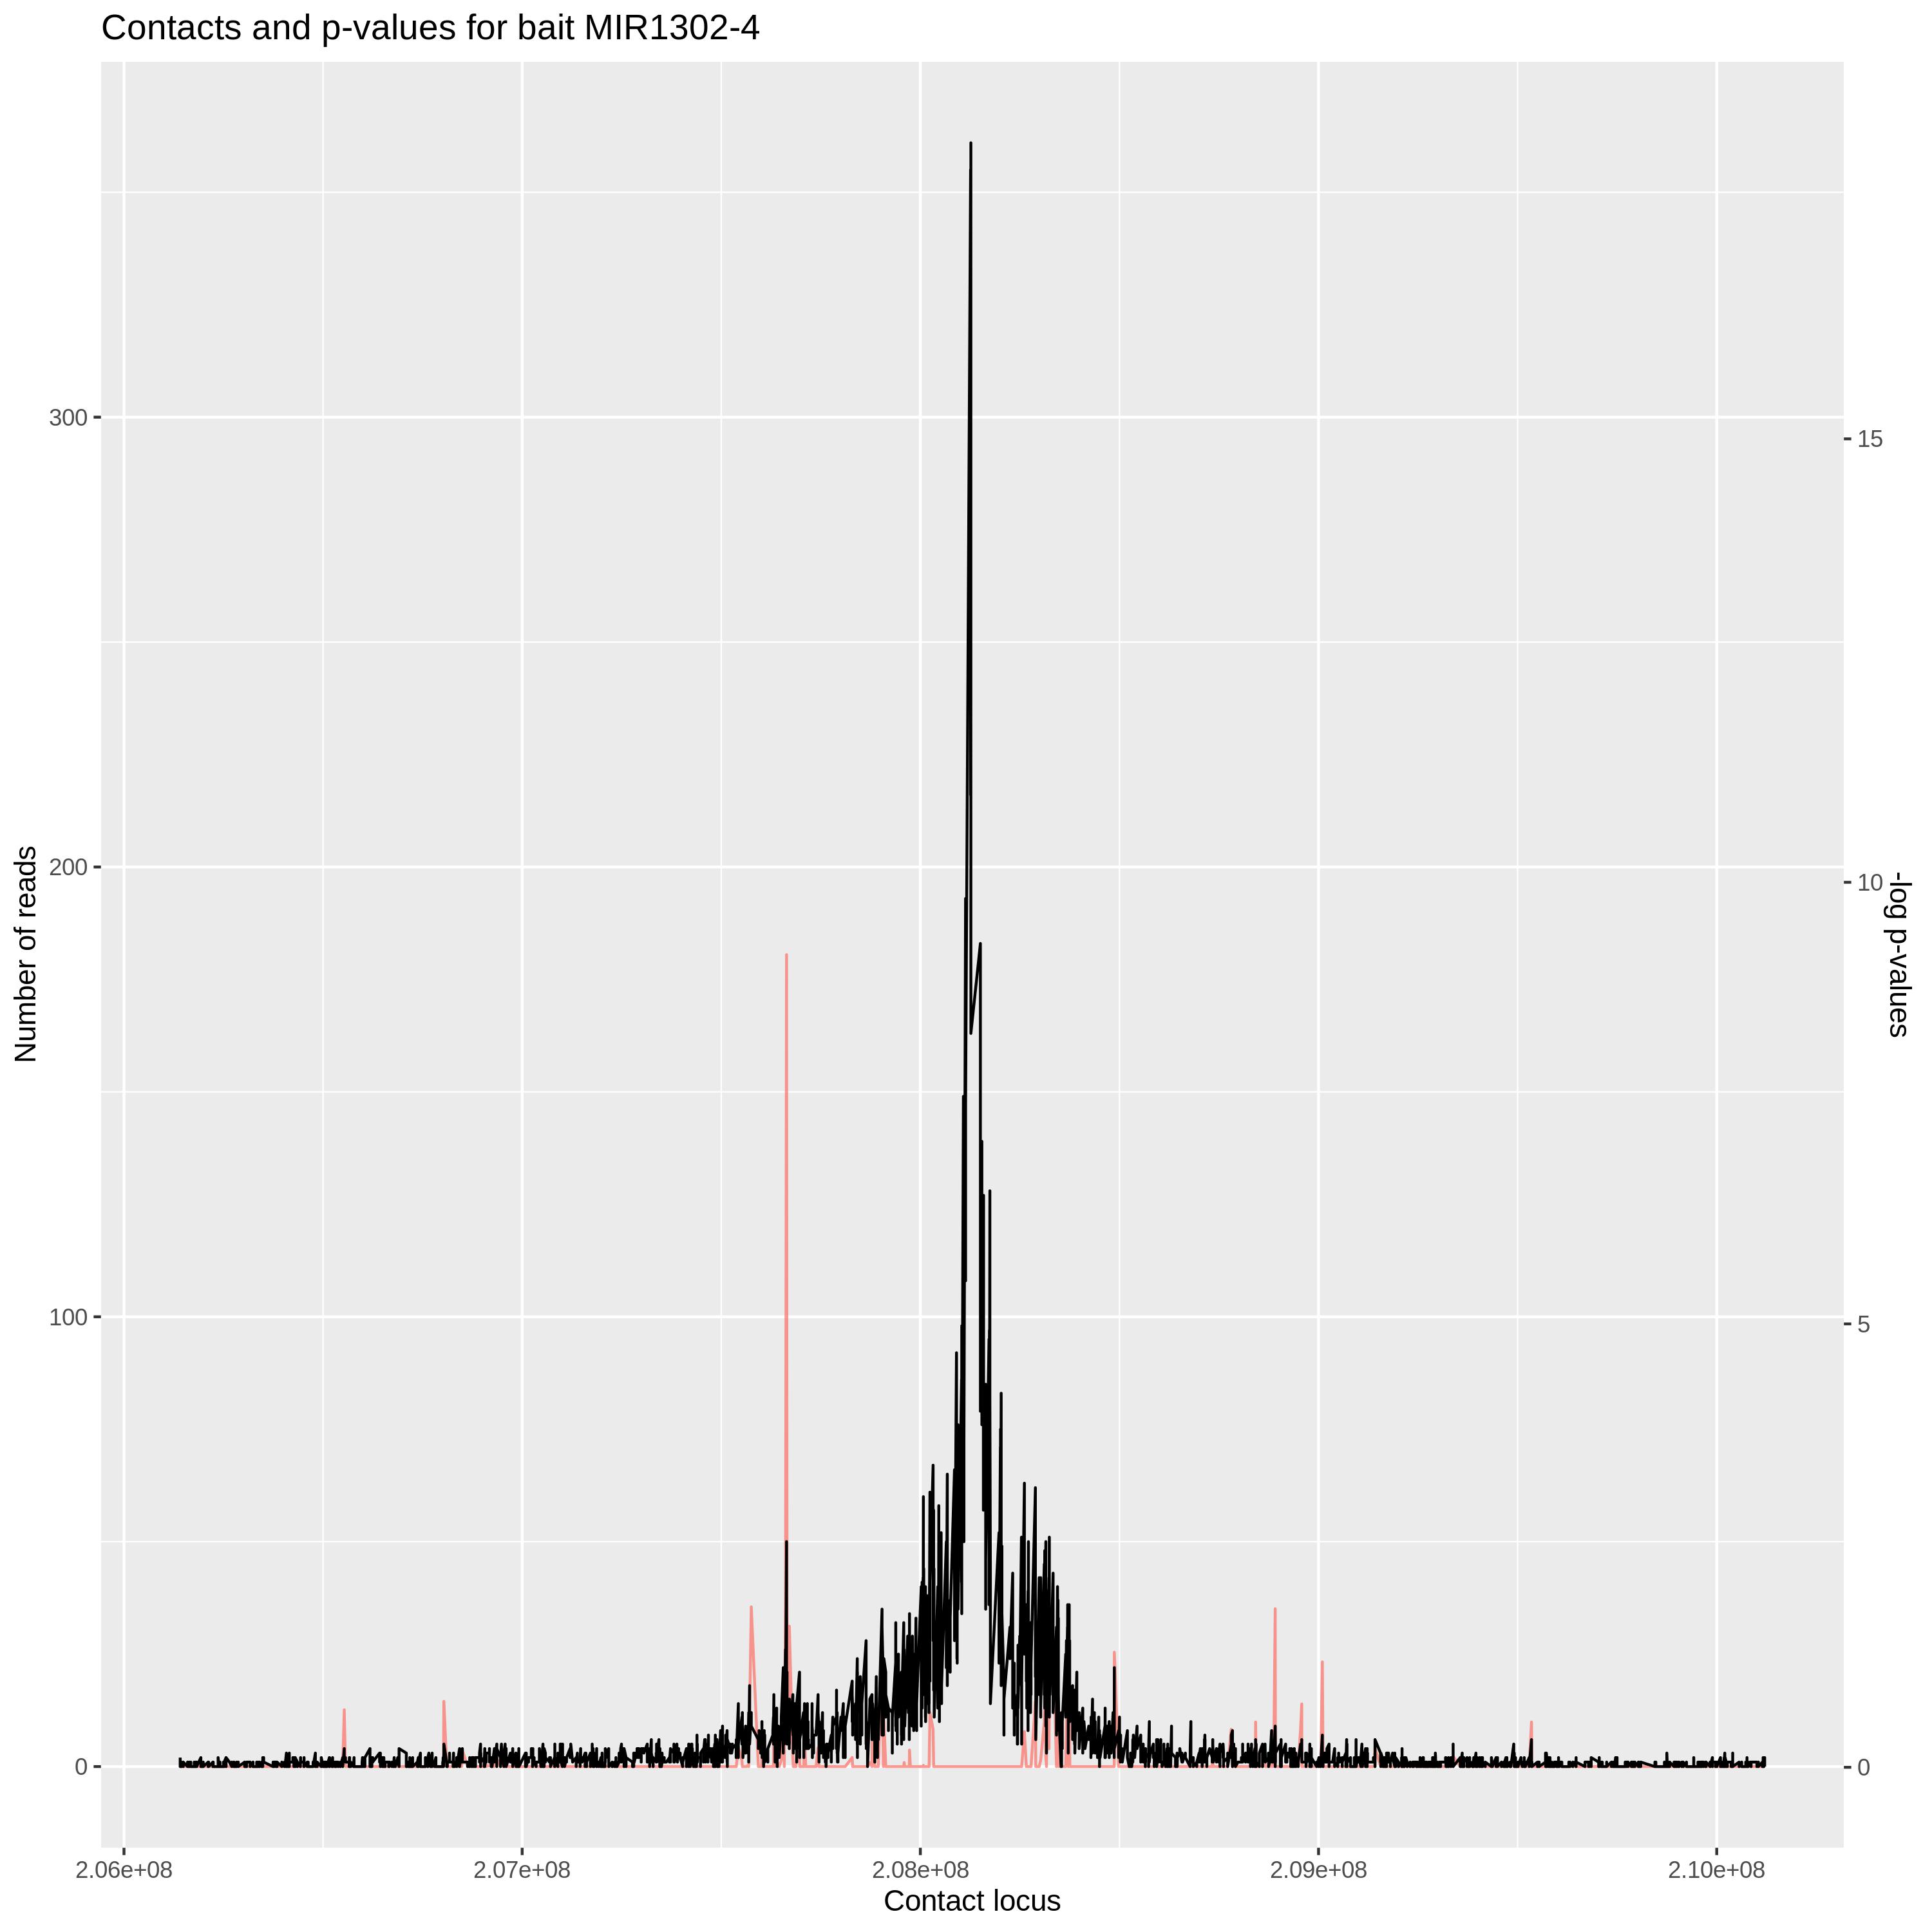 Contacts and p-values for bait MIR1302-4
300
200
100
0
15
10
5
0
Number of reads
-log p-values
2.06e+08 2.07e+08 2.08e+08 2.09e+08 2.10e+08
Contact locus